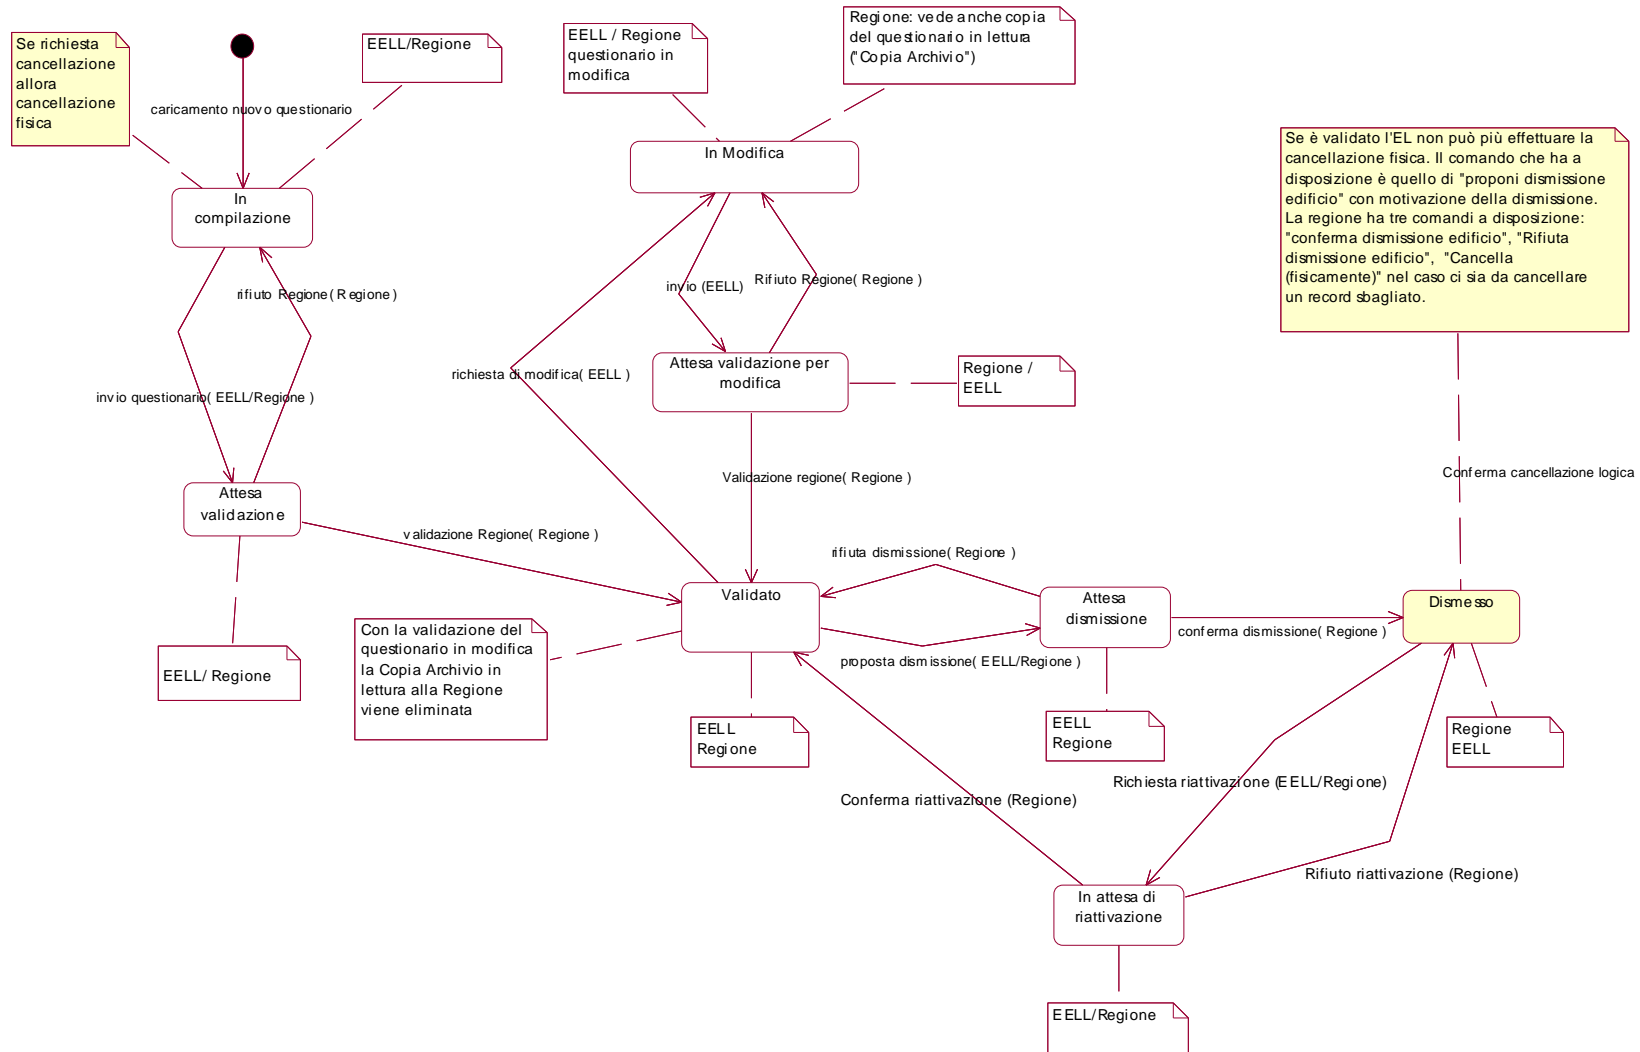 Se richiesta
cancellazione
allora
cancellazione
fisica
EELL/Regione
caricamento nuovo questionario
EELL / Regione
questionario in
modifica
Regione: vede anche copia
del questionario in lettura
("Copia Archivio")
In Modifica
Se è validato l'EL non può più effettuare la
cancellazione fisica. Il comando che ha a
disposizione è quello di "proponi dismissione
edificio" con motivazione della dismissione.
La regione ha tre comandi a disposizione:
"conferma dismissione edificio", "Rifiuta
dismissione edificio",  "Cancella
(fisicamente)" nel caso ci sia da cancellare
un record sbagliato.
In
compilazione
rifiuto Regione( Regione )
invio (EELL)
Rifiuto Regione( Regione )
richiesta di modifica( EELL )
Attesa validazione per
modifica
Regione /
EELL
invio questionario( EELL/Regione )
Validazione regione( Regione )
Conferma cancellazione logica
Attesa
validazione
validazione Regione( Regione )
rifiuta dismissione( Regione )
Validato
Attesa
dismissione
Dismesso
conferma dismissione( Regione )
proposta dismissione( EELL/Regione )
Con la validazione del
questionario in modifica
la Copia Archivio in
lettura alla Regione
viene eliminata
EELL/ Regione
EELL
Regione
EELL
Regione
Regione
EELL
Richiesta riattivazione (EELL/Regione)
Conferma riattivazione (Regione)
Rifiuto riattivazione (Regione)
In attesa di
riattivazione
EELL/Regione